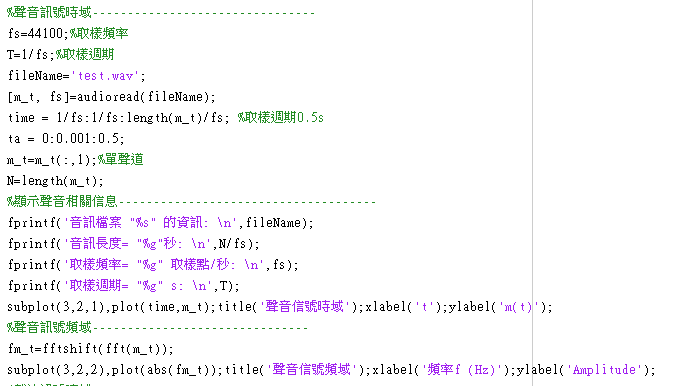 %聲音訊號時域--------------------------------
fs=44100;%取樣頻率
T=1/fs;%取樣週期
fileName='test.wav';
[m_t, fs]=audioread(fileName);
time = 1/fs:1/fs:length(m_t)/fs; %取樣週期0.5s
ta = 0:0.001:0.5;
m_t=m_t(:,1);%單聲道
N=length(m_t);
%顯示聲音相關信息-------------------------------------
fprintf('音訊檔案 "%s" 的資訊: \n',fileName);
fprintf('音訊長度= "%g"秒: \n',N/fs);
fprintf('取樣頻率= "%g" 取樣點/秒: \n',fs);
fprintf('取樣週期= "%g" s: \n',T);
subplot(3,2,1),plot(time,m_t);title('聲音信號時域');xlabel('t');ylabel('m(t)');
%聲音訊號頻域-------------------------------
fm_t=fftshift(fft(m_t));
subplot(3,2,2),plot(abs(fm_t));title('聲音信號頻域');xlabel('頻率f (Hz)');ylabel('Amplitude');